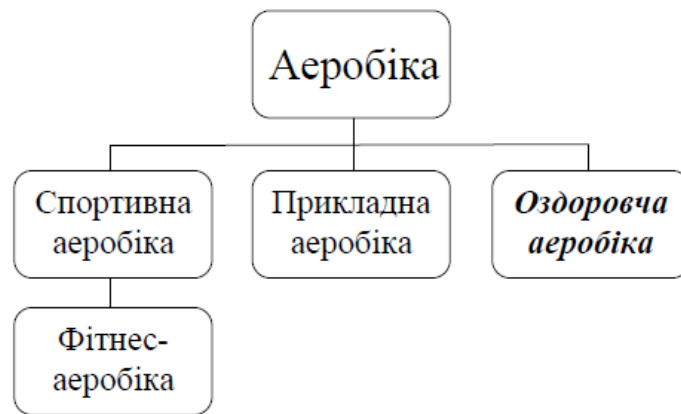 Аеробіка
Спортивна
аеробіка
Прикладна
аеробіка
Оздоровча
аеробіка
Фітнес-
аеробіка